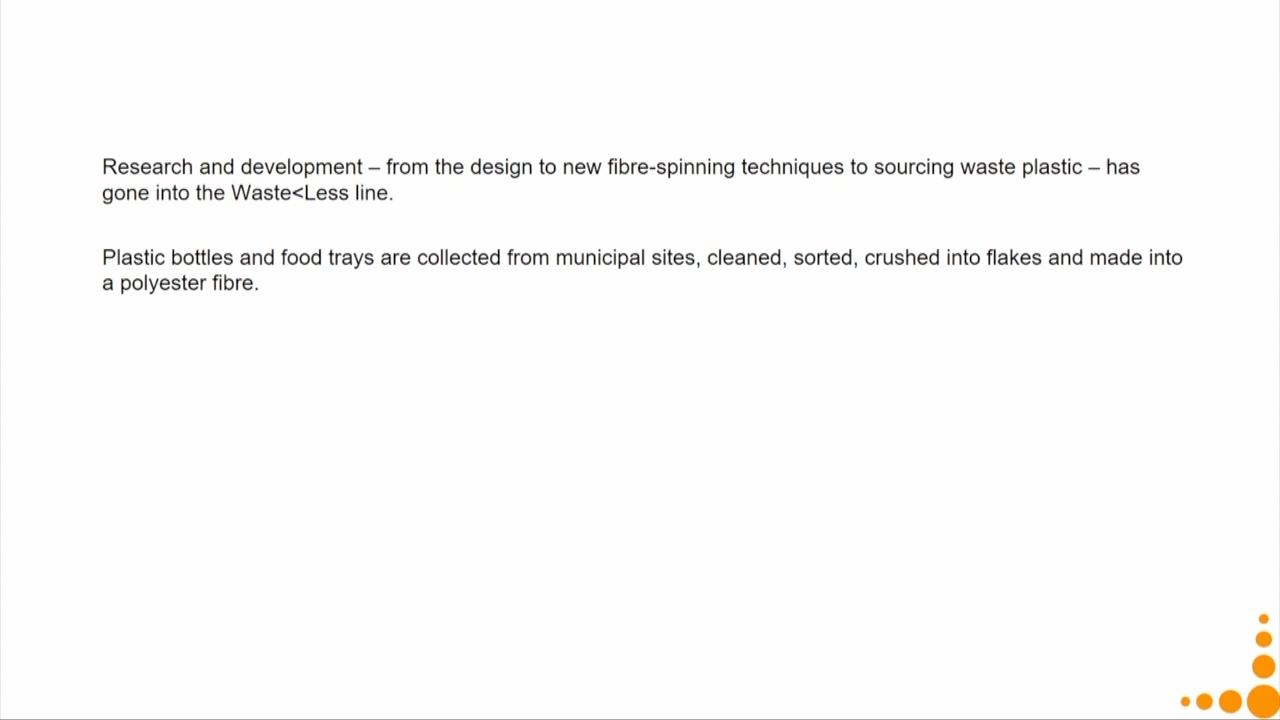 Research and development – from the design to new fibre-spinning techniques to sourcing waste plastic – has
gone into the Waste<Less line.
Plastic bottles and food trays are collected from municipal sites, cleaned, sorted, crushed into flakes and made into
a polyester fibre.